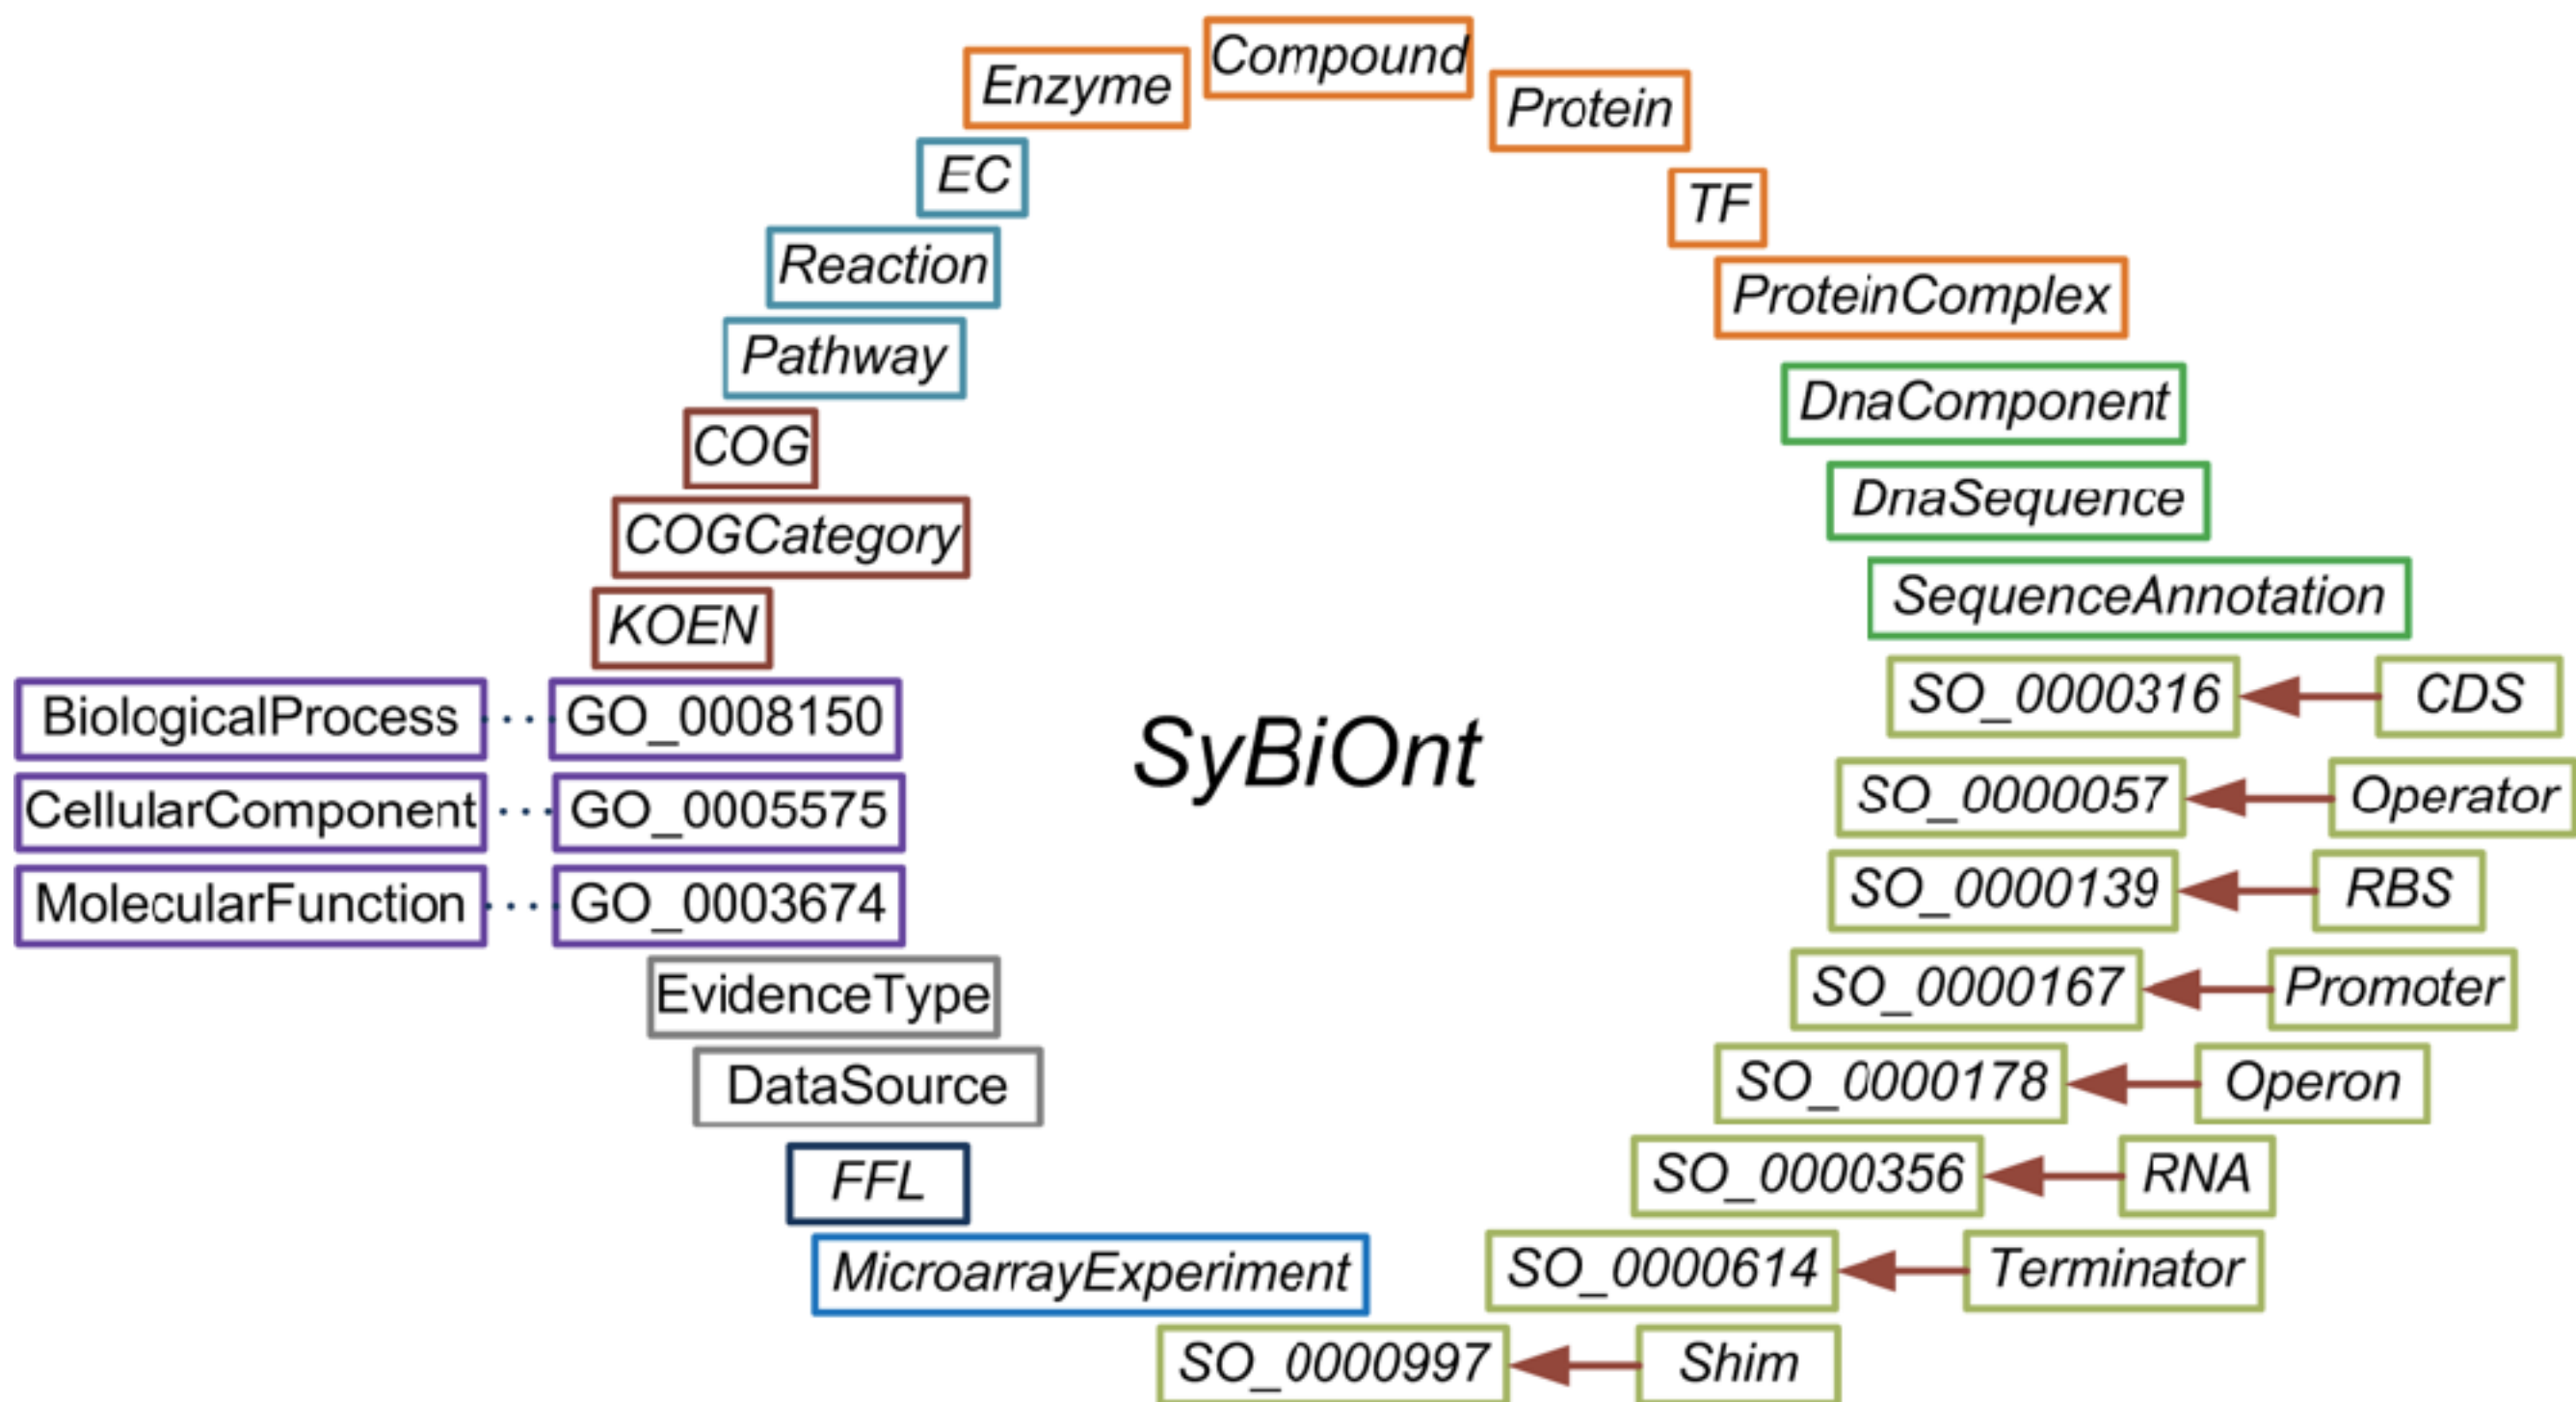 Compound
Enzyme
Protein
EC
TF
Reaction
ProteinComplex
Pathway
DnaComponent
COG
DnaSequence
COGCategory
SequenceAnnotation
KOEN
SO_0000316 CDS
BiologicalProcess GO_0008150
SyBiOnt
CellularComponent GO_0005575
SO_0000057 Operator
MolecularFunction GO_0003674
SO_0000139 RBS
EvidenceType
SO_0000167 Promoter
DataSource
SO_0000178 Operon
FFL
SO_0000356 RNA
MicroarrayExperiment
SO_0000614 Terminator
SO_0000997 Shim